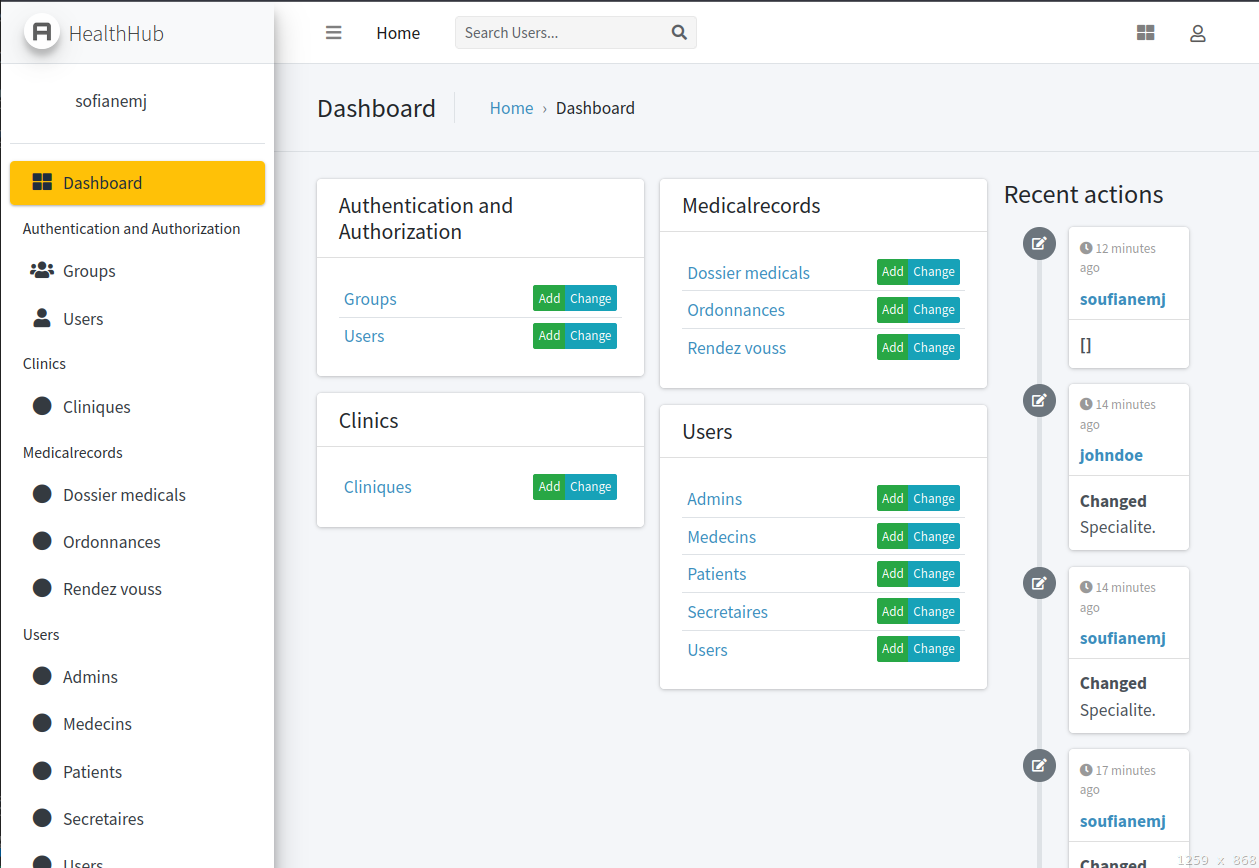 HealthHub
Home
Search Users...
sofianemj
Dashboard
Home › Dashboard
Dashboard
Authentication and Authorization
Groups
Users
Clinics
Cliniques
Medicalrecords
Dossier medicals
Ordonnances
Rendez vouss
Users
Admins
Medecins
Patients
Secretaires
Users
Authentication and
Authorization
Groups Add Change
Users Add Change
Clinics
Cliniques Add Change
Medicalrecords
Dossier medicals Add Change
Ordonnances Add Change
Rendez vouss Add Change
Users
Admins Add Change
Medecins Add Change
Patients Add Change
Secretaires Add Change
Users Add Change
Recent actions
12 minutes
ago
soufianemj
[]
14 minutes
ago
johndoe
Changed
Specialite.
14 minutes
ago
soufianemj
Changed
Specialite.
17 minutes
ago
soufianemj
Changed
1259 x 868